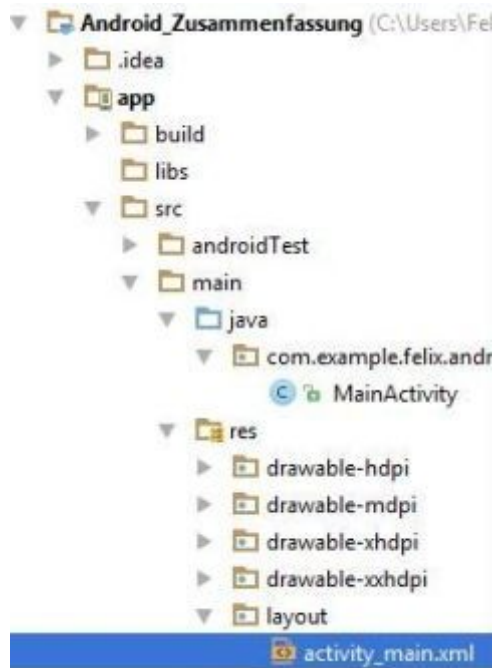 Android_Zusammenfassung (C:\Users\Fel
.idea
app
build
libs
src
androidTest
main
java
com.example.felix.andr
C MainActivity
res
drawable-hdpi
drawable-mdpi
drawable-xhdpi
drawable-xxhdpi
layout
activity_main.xml